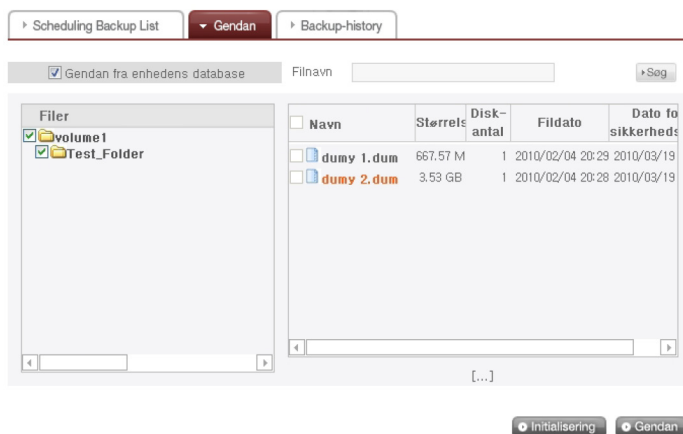 Scheduling Backup List Gendan Backup-history
Gendan fra enhedens database Filnavn Søg
Filer
volume1
Test_Folder
Navn Størrels Disk-antal Fildato Dato fo sikkerheds
dumy 1.dum 667.57 M 1 2010/02/04 20:29 2010/03/19
dumy 2.dum 3.53 GB 1 2010/02/04 20:28 2010/03/19
[...]
Initialisering Gendan